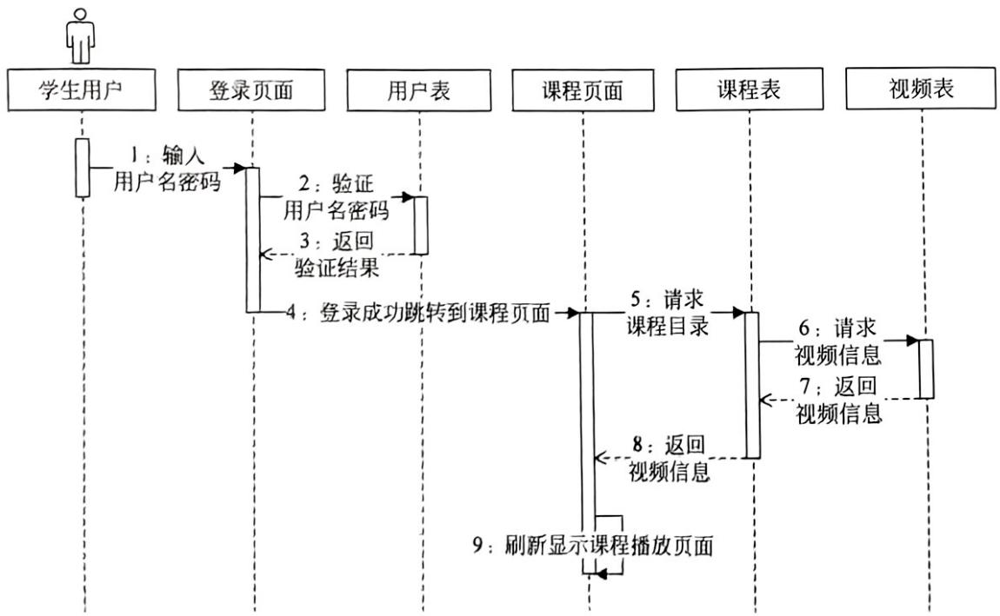 学生用户
登录页面
用户表
课程页面
课程表
视频表
1：输入
用户名密码
2：验证
用户名密码
3：返回
验证结果
4：登录成功跳转到课程页面
5：请求
课程目录
6：请求
视频信息
7：返回
视频信息
8：返回
视频信息
9：刷新显示课程播放页面